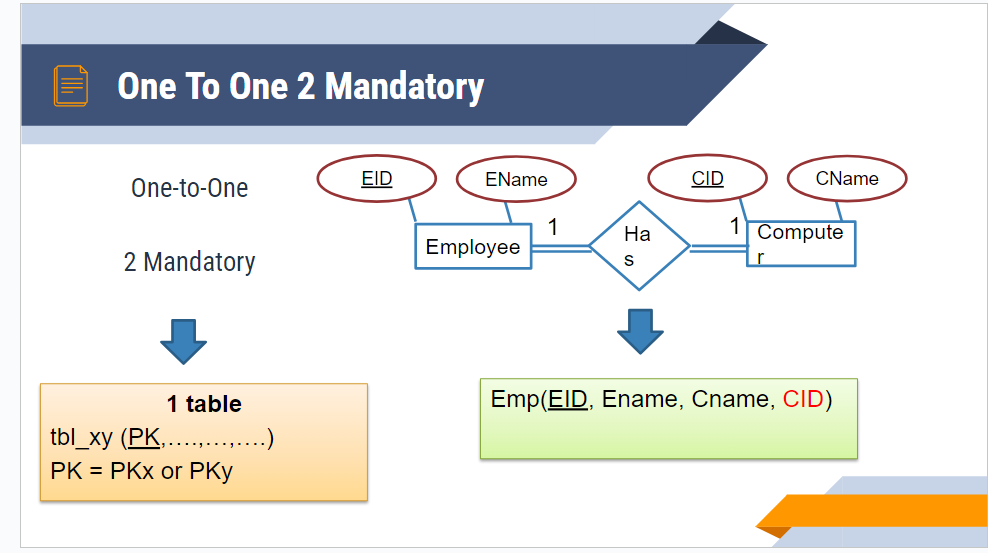 One To One 2 Mandatory
One-to-One
2 Mandatory
EID
EName
CID
CName
Employee
1
Ha
s
1
Compute
r
1 table
tbl_xy (PK,….,…,….)
PK = PKx or PKy
Emp(EID, Ename, Cname, CID)